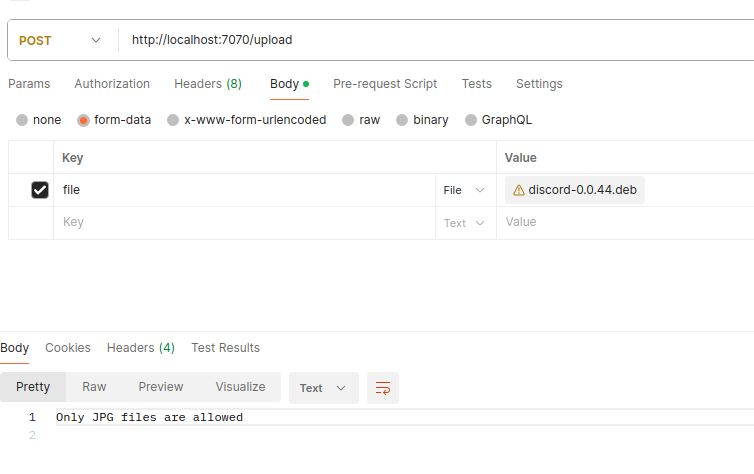 POST http://localhost:7070/upload
Params Authorization Headers (8) Body Pre-request Script Tests Settings
none form-data x-www-form-urlencoded raw binary GraphQL
Key Value
file File discord-0.0.44.deb
Key Text Value
Body Cookies Headers (4) Test Results
Pretty Raw Preview Visualize Text
1 Only JPG files are allowed
2